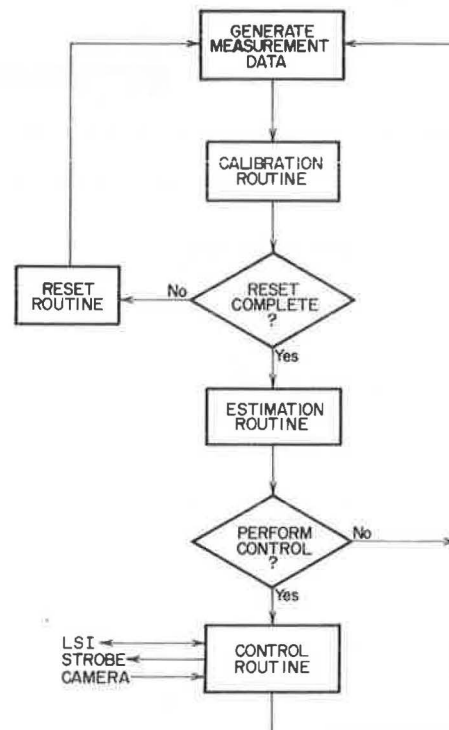 GENERATE
MEASUREMENT
DATA
CALIBRATION
ROUTINE
RESET
ROUTINE
No
RESET
COMPLETE
?
Yes
ESTIMATION
ROUTINE
PERFORM
CONTROL
?
No
Yes
LSI
STROBE
CAMERA
CONTROL
ROUTINE